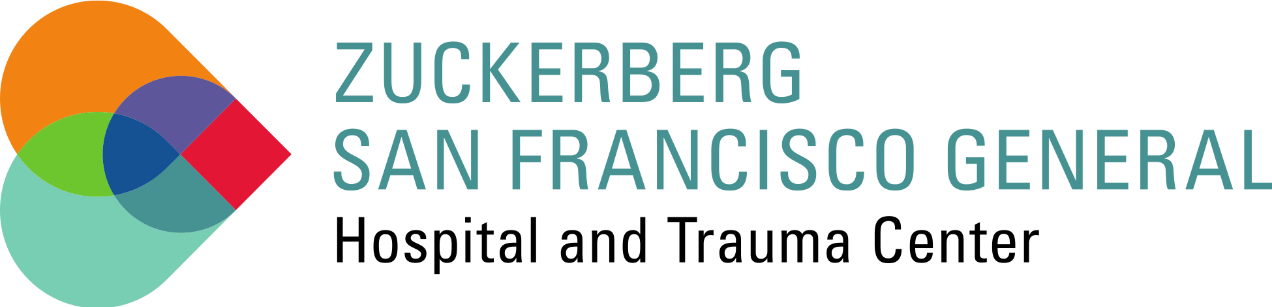 ZUCKERBERG
SAN FRANCISCO GENERAL
Hospital and Trauma Center